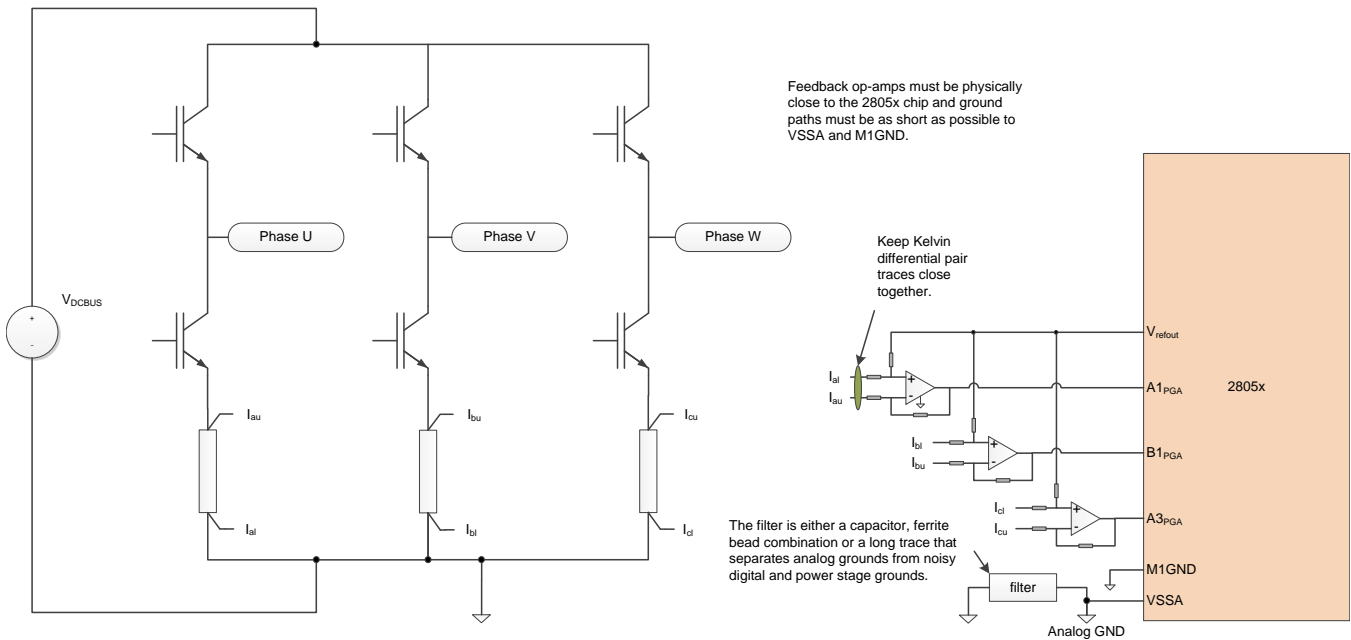 Feedback op-amps must be physically
close to the 2805x chip and ground
paths must be as short as possible to
VSSA and M1GND.
Phase U
Phase V
Phase W
Keep Kelvin
differential pair
traces close
together.
VDCBUS
+
-
Vrefout
Ial
+
A1PGA
2805x
Iau
-
Iau
Ibu
Icu
Ibl
+
B1PGA
Ibu
-
Icl
+
A3PGA
Icu
-
Ial
Ibl
Icl
The filter is either a capacitor, ferrite
bead combination or a long trace that
separates analog grounds from noisy
digital and power stage grounds.
M1GND
filter
VSSA
Analog GND